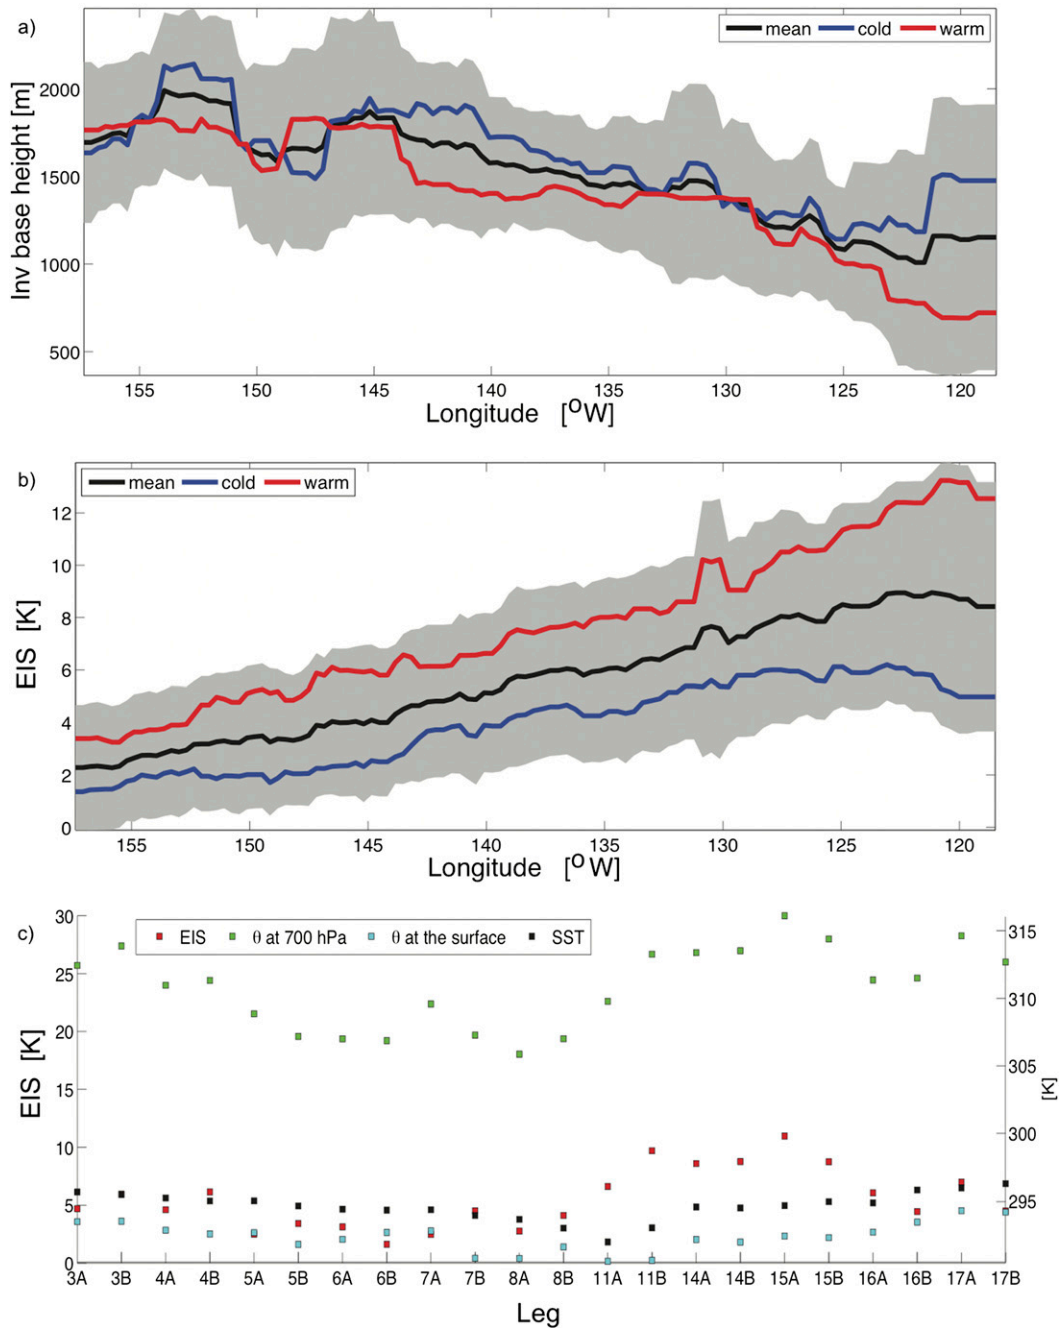 a)
mean cold warm
2000
1500
1000
500
Inv base height [m]
155 150 145 140 135 130 125 120
Longitude [°W]
b)
mean cold warm
12
10
8
6
4
2
0
EIS [K]
155 150 145 140 135 130 125 120
Longitude [°W]
c)
EIS θ at 700 hPa θ at the surface SST
30
25
20
15
10
5
0
EIS [K]
315
310
305
300
295
[K]
3A 3B 4A 4B 5A 5B 6A 6B 7A 7B 8A 8B 11A 11B 14A 14B 15A 15B 16A 16B 17A 17B
Leg